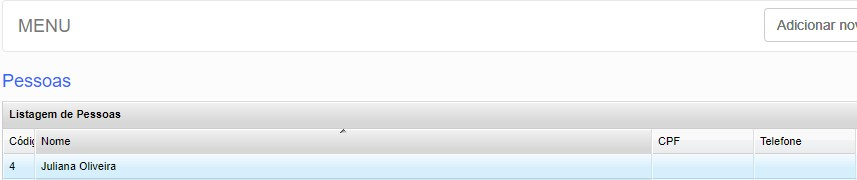 MENU
Adicionar nov
Pessoas
Listagem de Pessoas
Códig Nome CPF Telefone
4 Juliana Oliveira